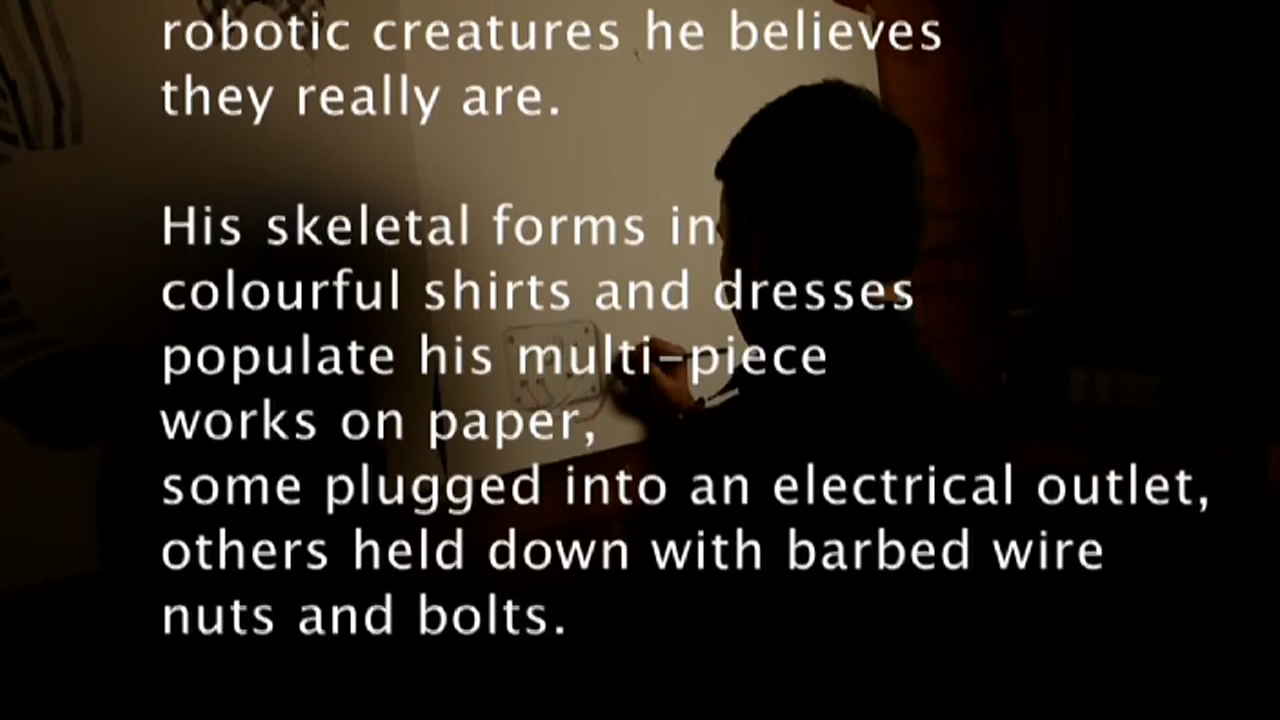 robotic creatures he believes
they really are.
His skeletal forms in
colourful shirts and dresses
populate his multi-piece
works on paper,
some plugged into an electrical outlet,
others held down with barbed wire
nuts and bolts.